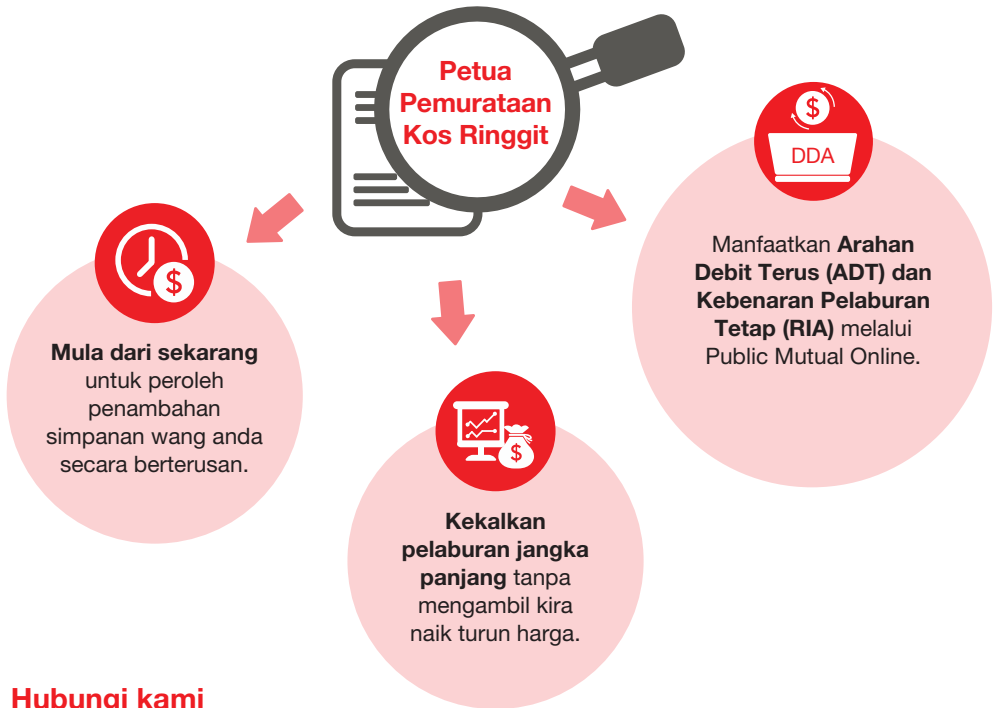 Petua
Pemurataan
Kos Ringgit
Mula dari sekarang
untuk peroleh
penambahan
simpanan wang anda
secara berterusan.
$
Kekalkan
pelaburan jangka
panjang tanpa
mengambil kira
naik turun harga.
$
$
DDA
Manfaatkan Arahan
Debit Terus (ADT) dan
Kebenaran Pelaburan
Tetap (RIA) melalui
Public Mutual Online.
Hubungi kami